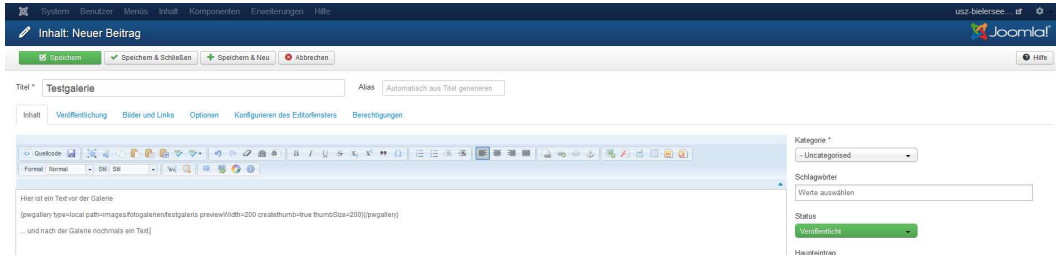 System Benutzer Menüs Inhalt Komponenten Erweiterungen Hilfe usz-bielersee...
Inhalt: Neuer Beitrag Joomla!
Speichern Speichern & Schließen Speichern & Neu Abbrechen Hilfe
Titel * Testgalerie Alias Automatisch aus Titel generieren
Inhalt Veröffentlichung Bilder und Links Optionen Konfigurieren des Editorfensters Berechtigungen
Kategorie *
Quellcode B I U S X₂ X² Ω
- Uncategorised
Format Normal Stil Stil
Schlagwörter
Werte auswählen
Hier ist ein Text vor der Galerie
{pwgallery type=local path=images/fotogalerien/testgalerie previewWidth=200 createthumb=true thumbSize=200}{/pwgallery}
Status
... und nach der Galerie nochmals ein Text.
Veröffentlicht
Haupteintrag